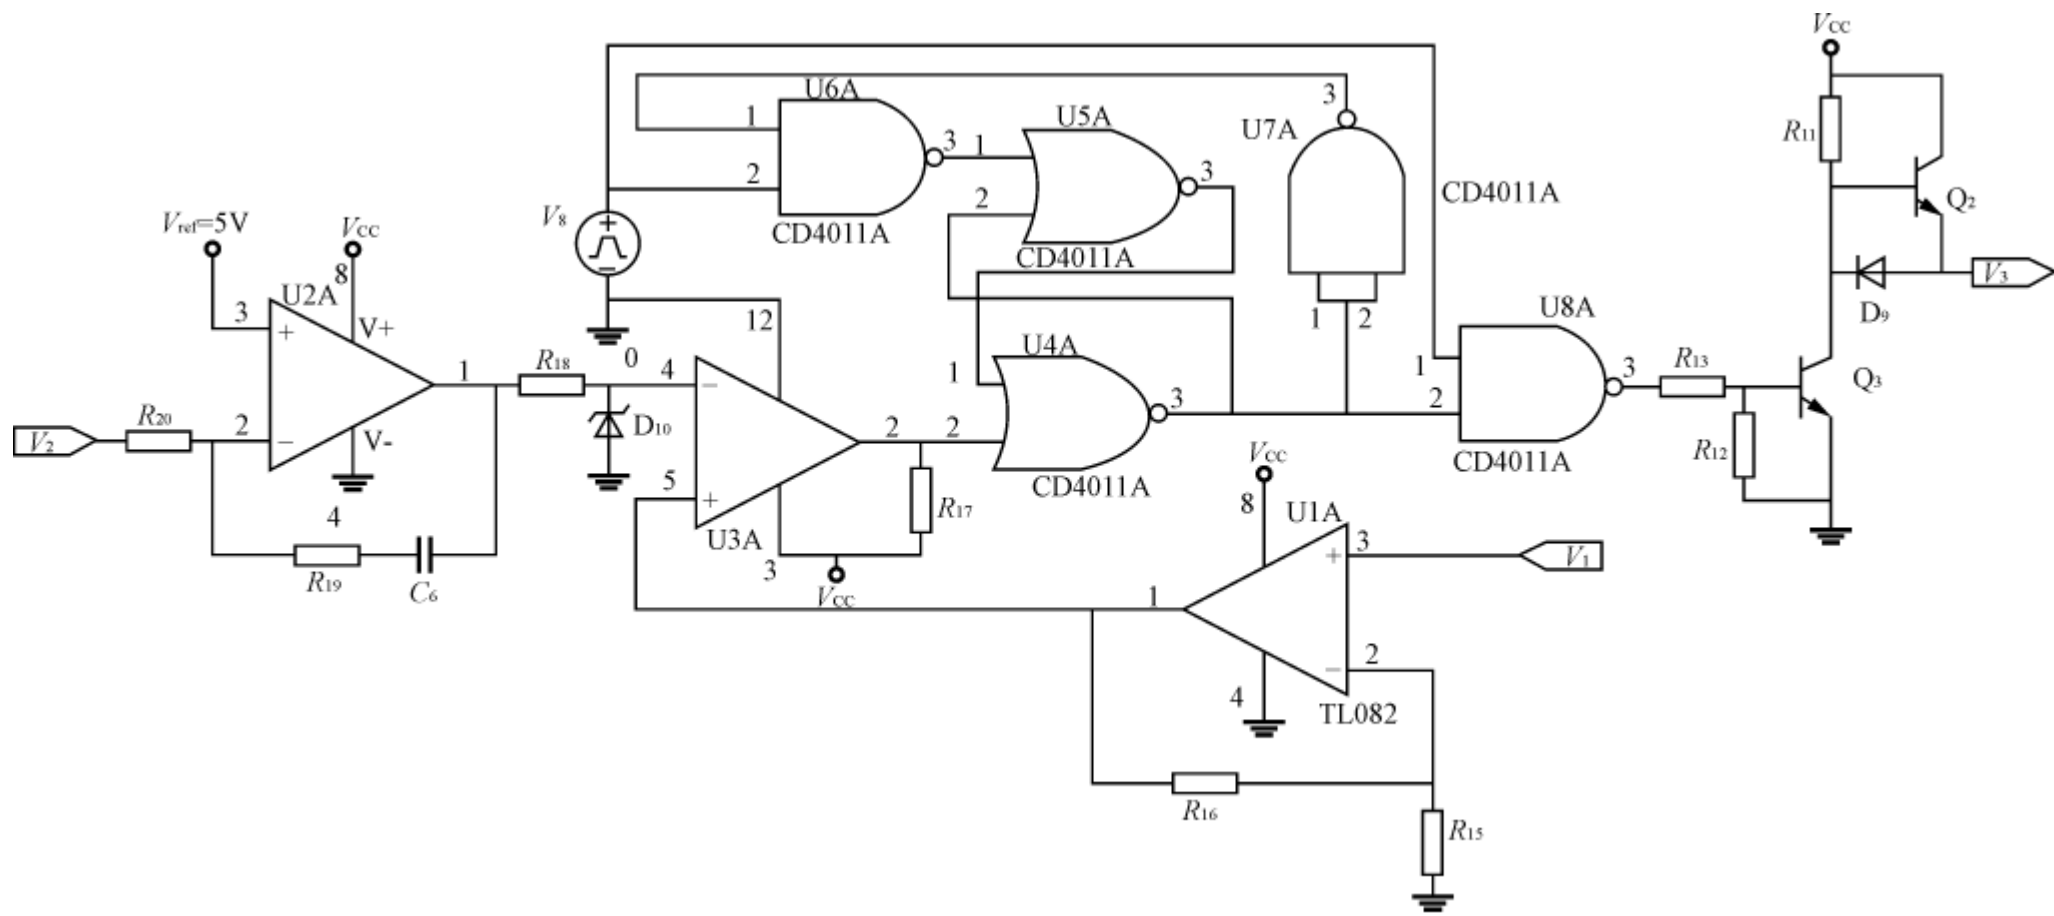 VCC
U6A
3
1
U5A
U7A
R11
3
1
3
2
2
CD4011A
Q2
V8
Vref=5V
VCC
CD4011A
CD4011A
8
U2A
V3
3
+
V+
12
1
2
U8A
D9
R18
0
U4A
1
4
−
1
1
R13
3
Q3
R20
V2
2
−
V-
D10
2
2
3
2
R12
CD4011A
VCC
5
+
CD4011A
8
R17
4
U3A
U1A
3
+
V1
R19
C6
3
VCC
1
2
−
4
TL082
R16
R15